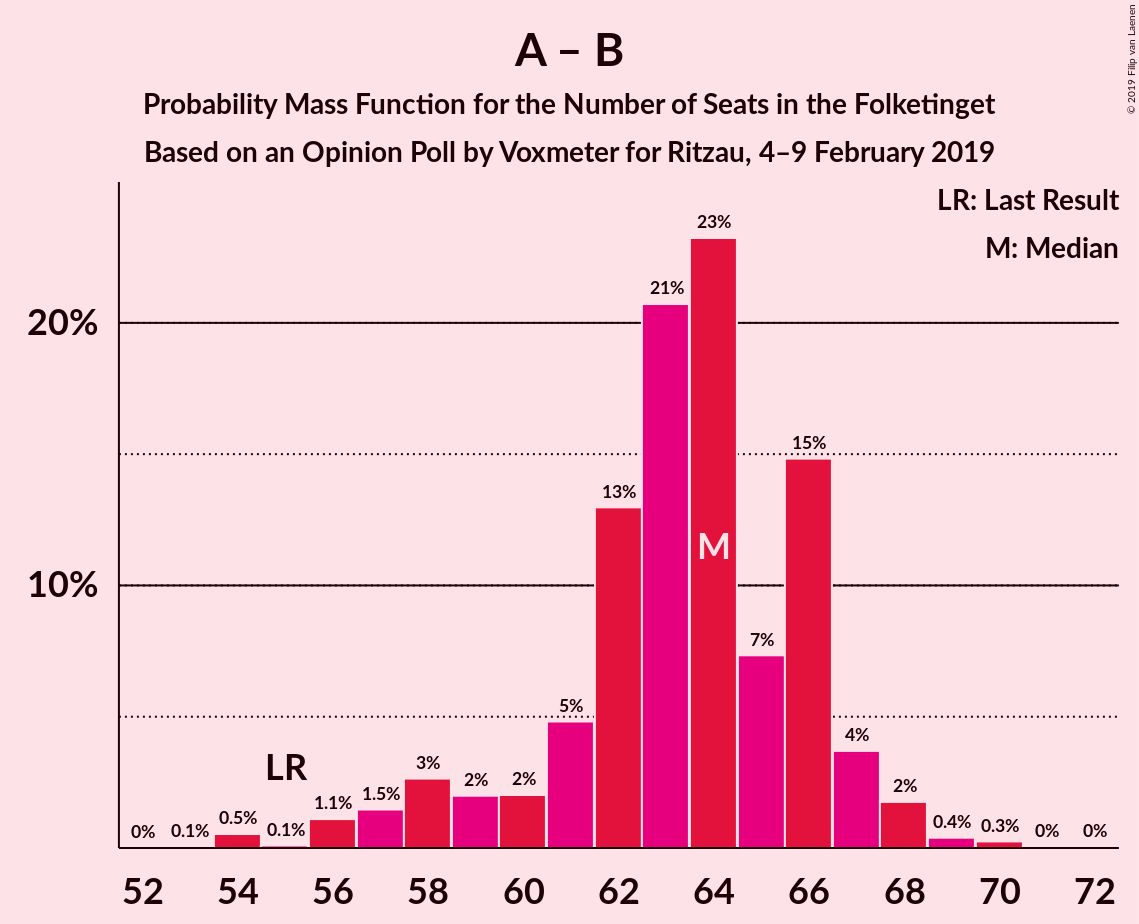 A – B
Probability Mass Function for the Number of Seats in the Folketinget
Based on an Opinion Poll by Voxmeter for Ritzau, 4–9 February 2019
© 2019 Filip van Laenen
LR: Last Result
M: Median
20%
10%
0% 0.1% 0.5% 0.1% 1.1% 1.5% 3% 2% 2% 5% 13% 21% 23% 7% 15% 4% 2% 0.4% 0.3% 0% 0%
LR
M
52 54 56 58 60 62 64 66 68 70 72